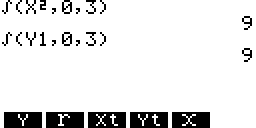 ∫(X²,0,3)
9
∫(Y1,0,3)
9
Y r Xt Yt X